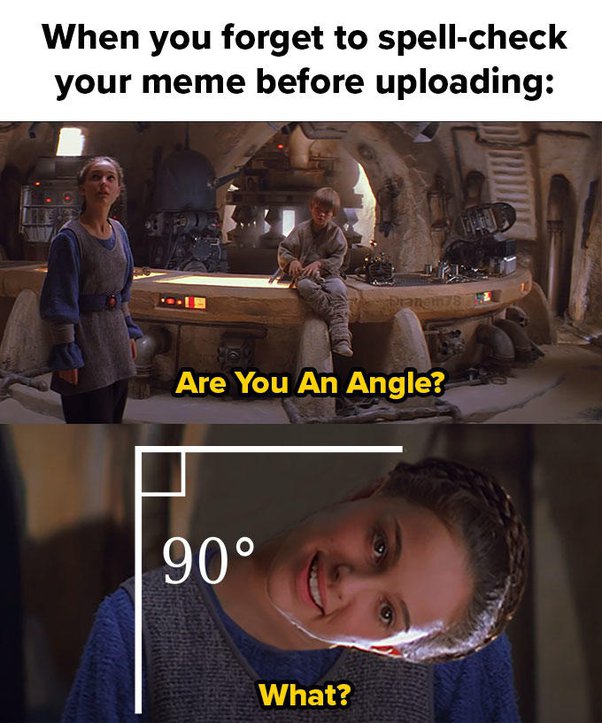 When you forget to spell-check
your meme before uploading:
Are You An Angle?
90°
What?